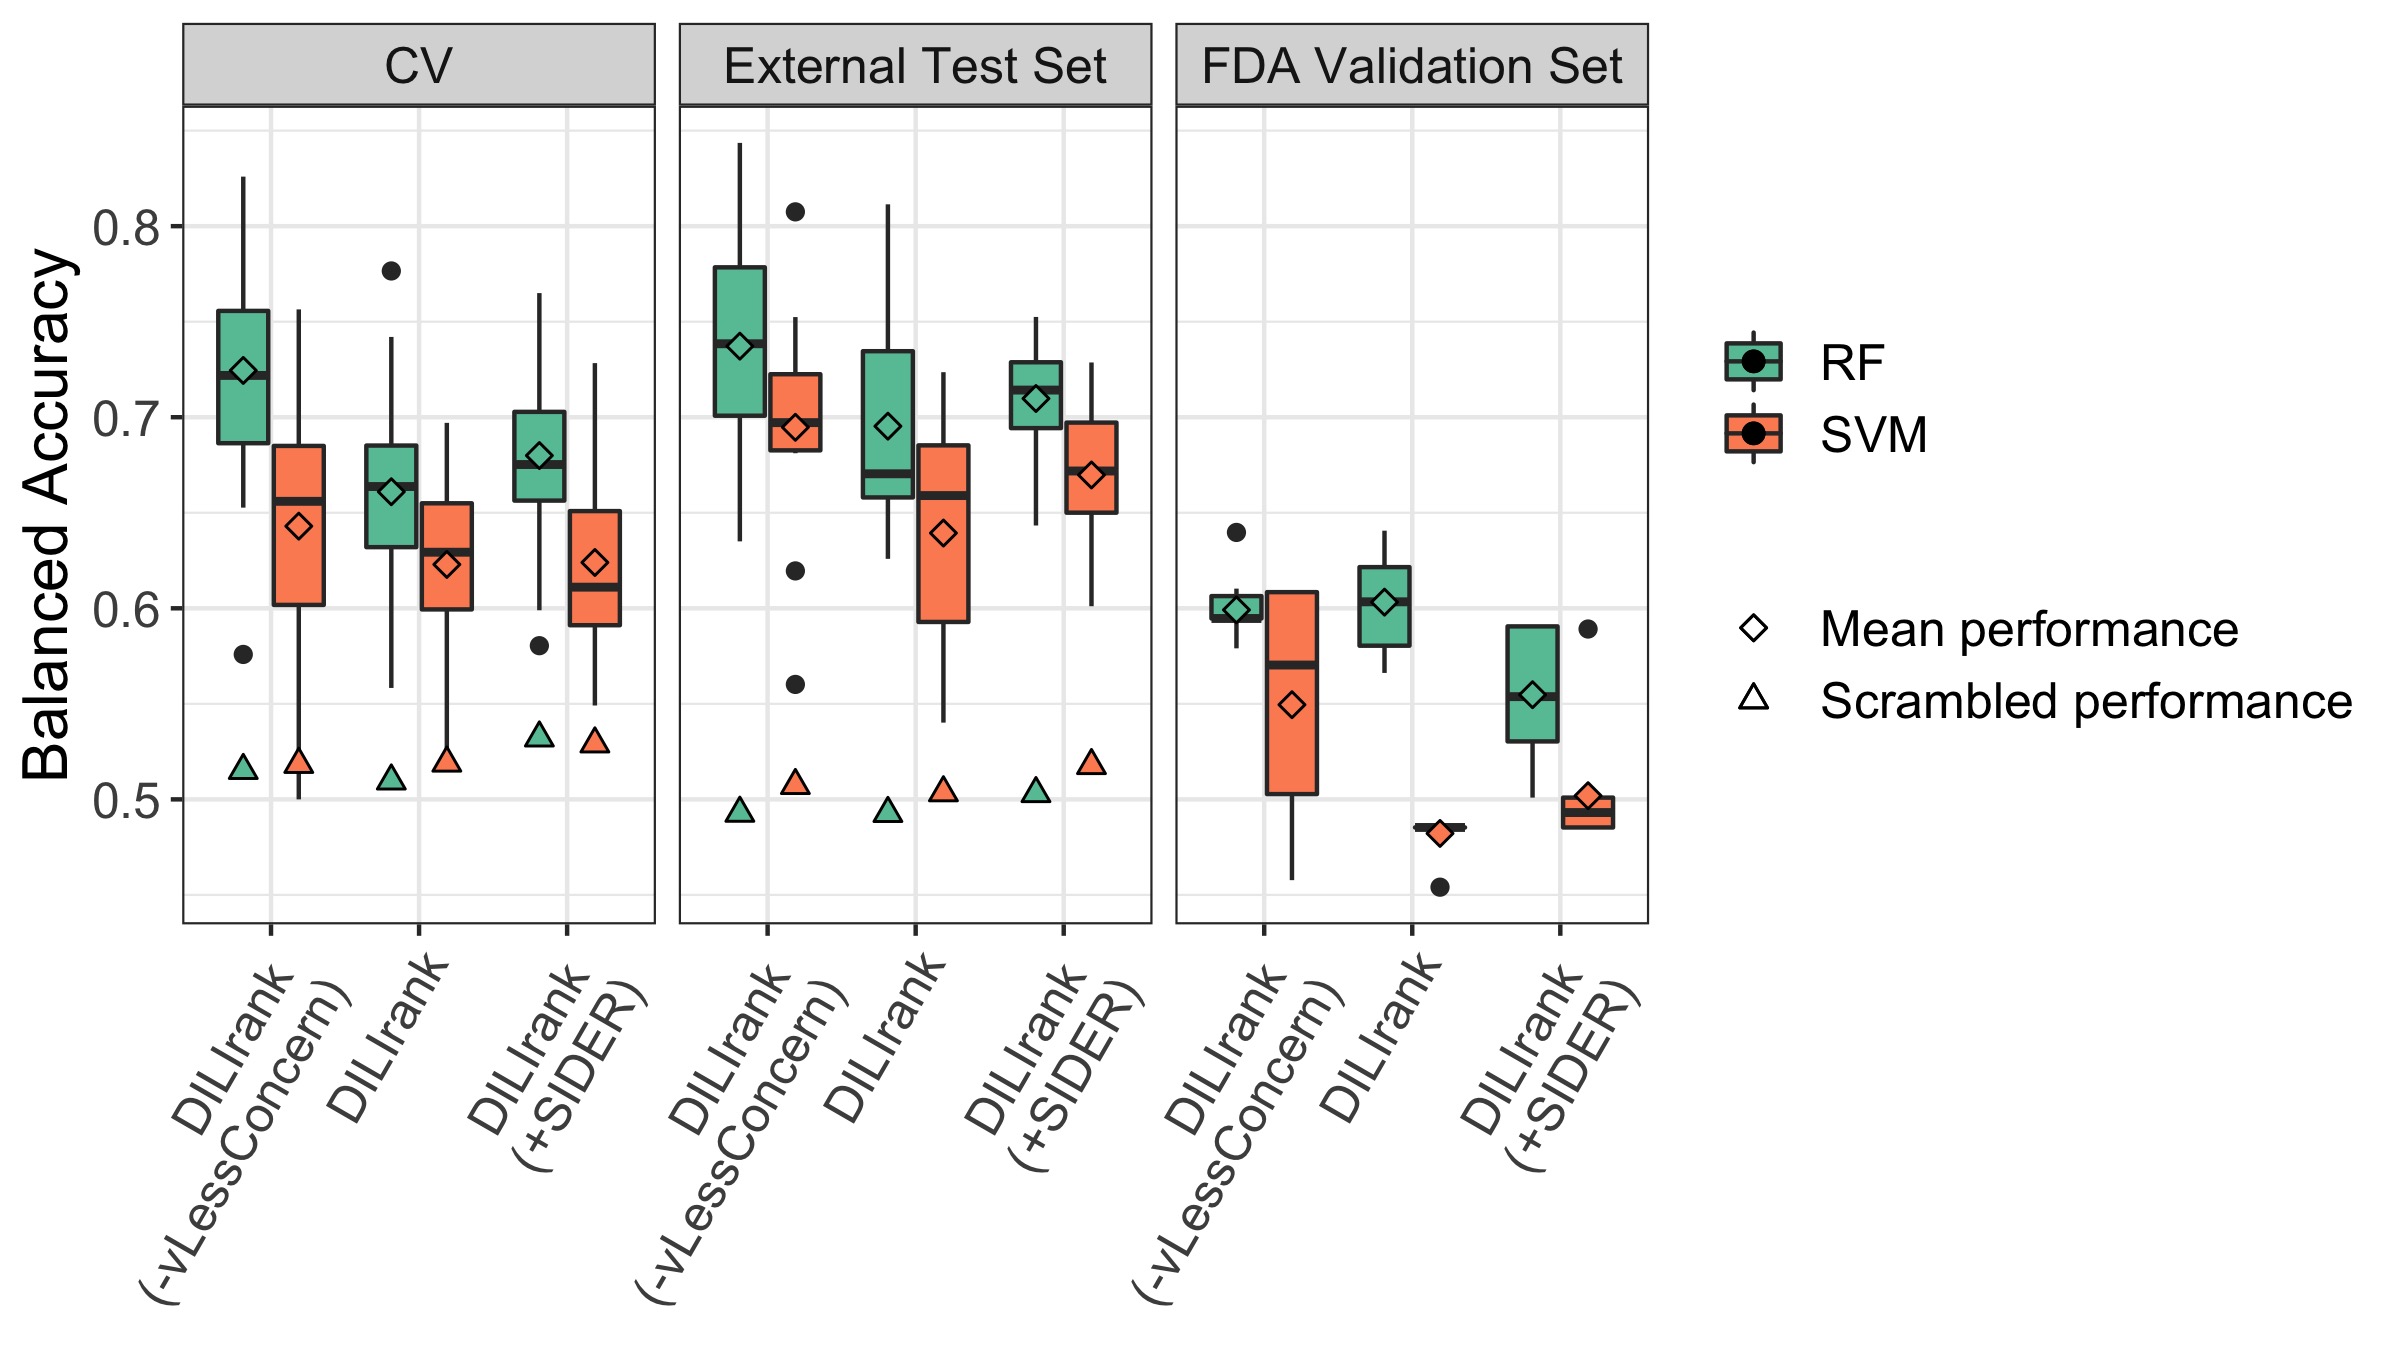 CV
External Test Set
FDA Validation Set
Balanced Accuracy
0.8
0.7
0.6
0.5
DILIrank
(-vLessConcern)
DILIrank
DILIrank
(+SIDER)
DILIrank
(-vLessConcern)
DILIrank
DILIrank
(+SIDER)
DILIrank
(-vLessConcern)
DILIrank
DILIrank
(+SIDER)
RF
SVM
Mean performance
Scrambled performance